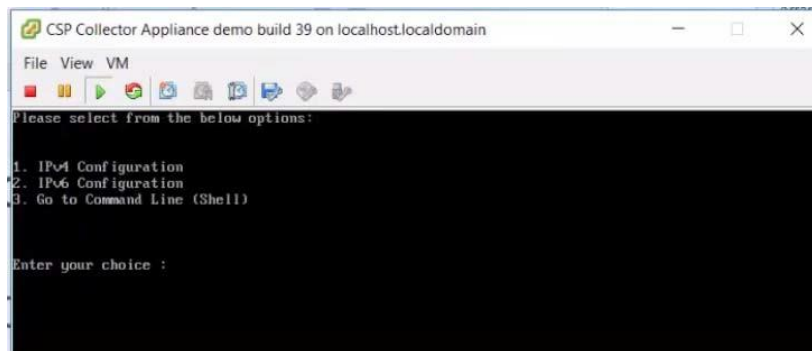 CSP Collector Appliance demo build 39 on localhost.localdomain
File View VM
Please select from the below options:
1. IPv4 Configuration
2. IPv6 Configuration
3. Go to Command Line (Shell)
Enter your choice :